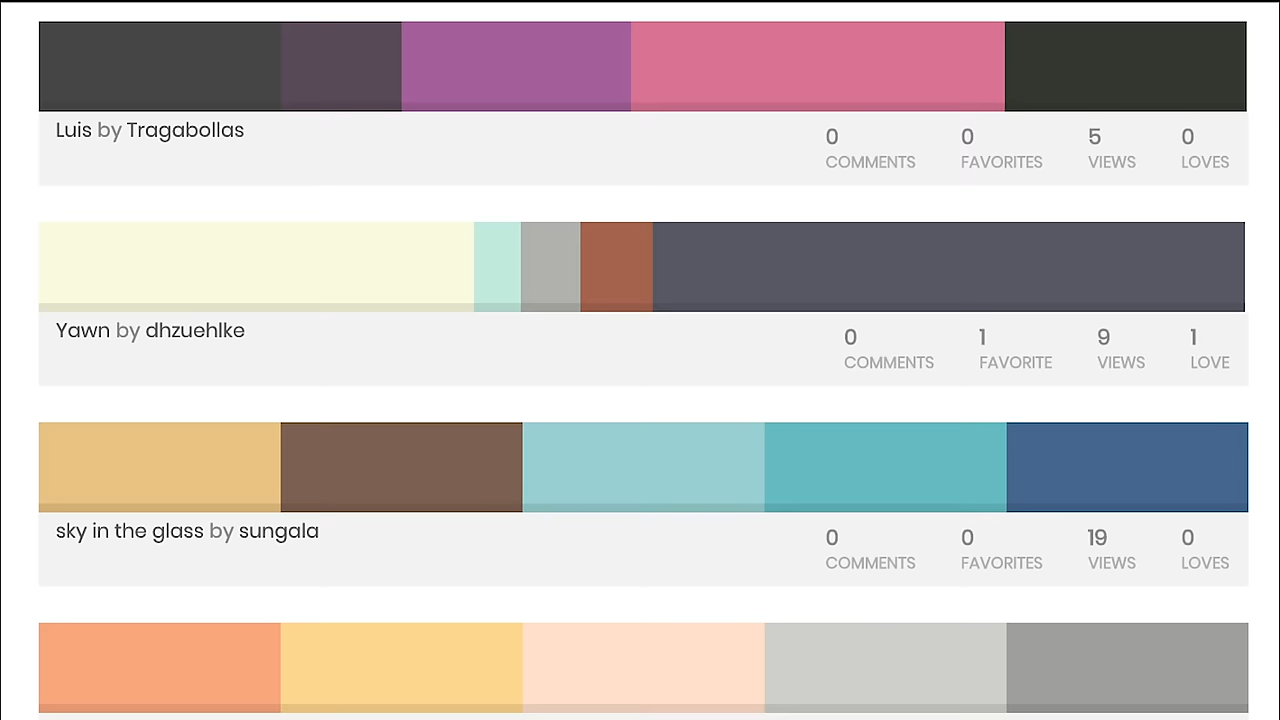 Luis by Tragabollas
0 0 5 0
COMMENTS FAVORITES VIEWS LOVES
Yawn by dhzuehlke
0 1 9 1
COMMENTS FAVORITE VIEWS LOVE
sky in the glass by sungala
0 0 19 0
COMMENTS FAVORITES VIEWS LOVES